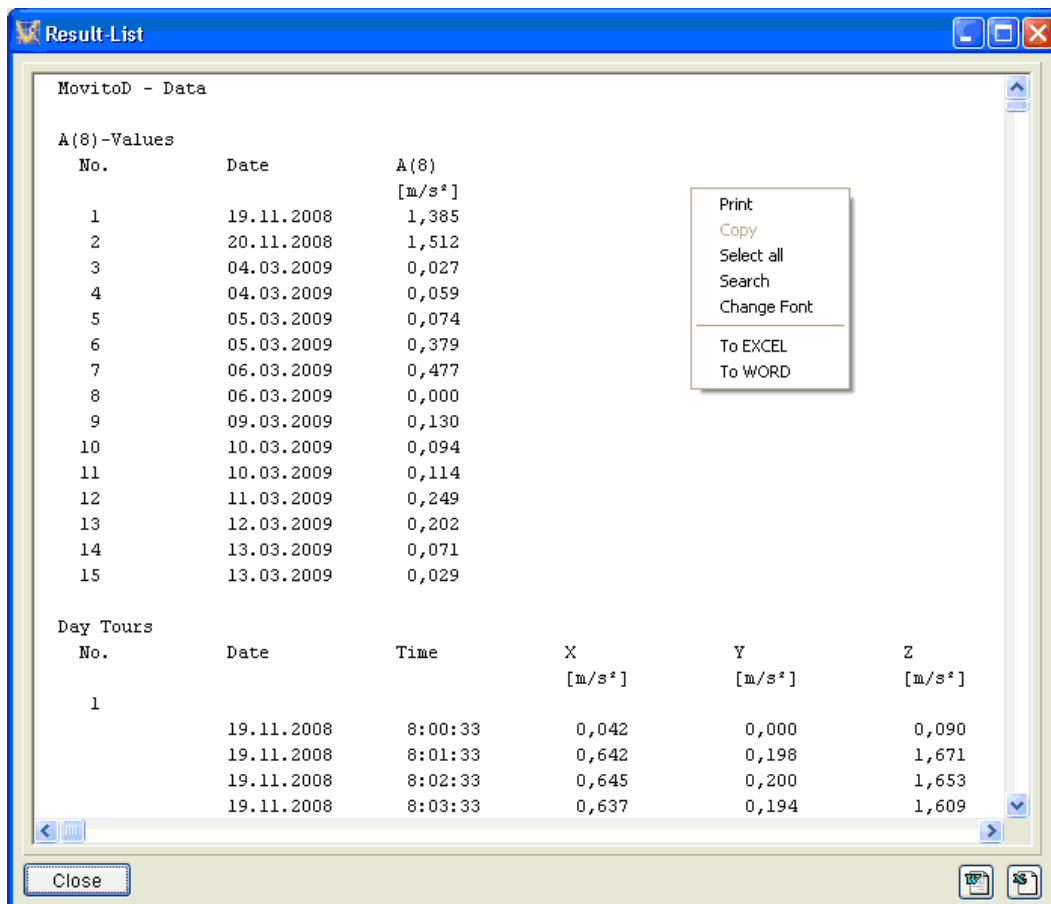 Result-List
MovitoD - Data
A(8)-Values
No. Date A(8)
[m/s²]
1 19.11.2008 1,385
2 20.11.2008 1,512
3 04.03.2009 0,027
4 04.03.2009 0,059
5 05.03.2009 0,074
6 05.03.2009 0,379
7 06.03.2009 0,477
8 06.03.2009 0,000
9 09.03.2009 0,130
10 10.03.2009 0,094
11 10.03.2009 0,114
12 11.03.2009 0,249
13 12.03.2009 0,202
14 13.03.2009 0,071
15 13.03.2009 0,029
Print
Copy
Select all
Search
Change Font
To EXCEL
To WORD
Day Tours
No. Date Time X Y Z
[m/s²] [m/s²] [m/s²]
1
19.11.2008 8:00:33 0,042 0,000 0,090
19.11.2008 8:01:33 0,642 0,198 1,671
19.11.2008 8:02:33 0,645 0,200 1,653
19.11.2008 8:03:33 0,637 0,194 1,609
Close